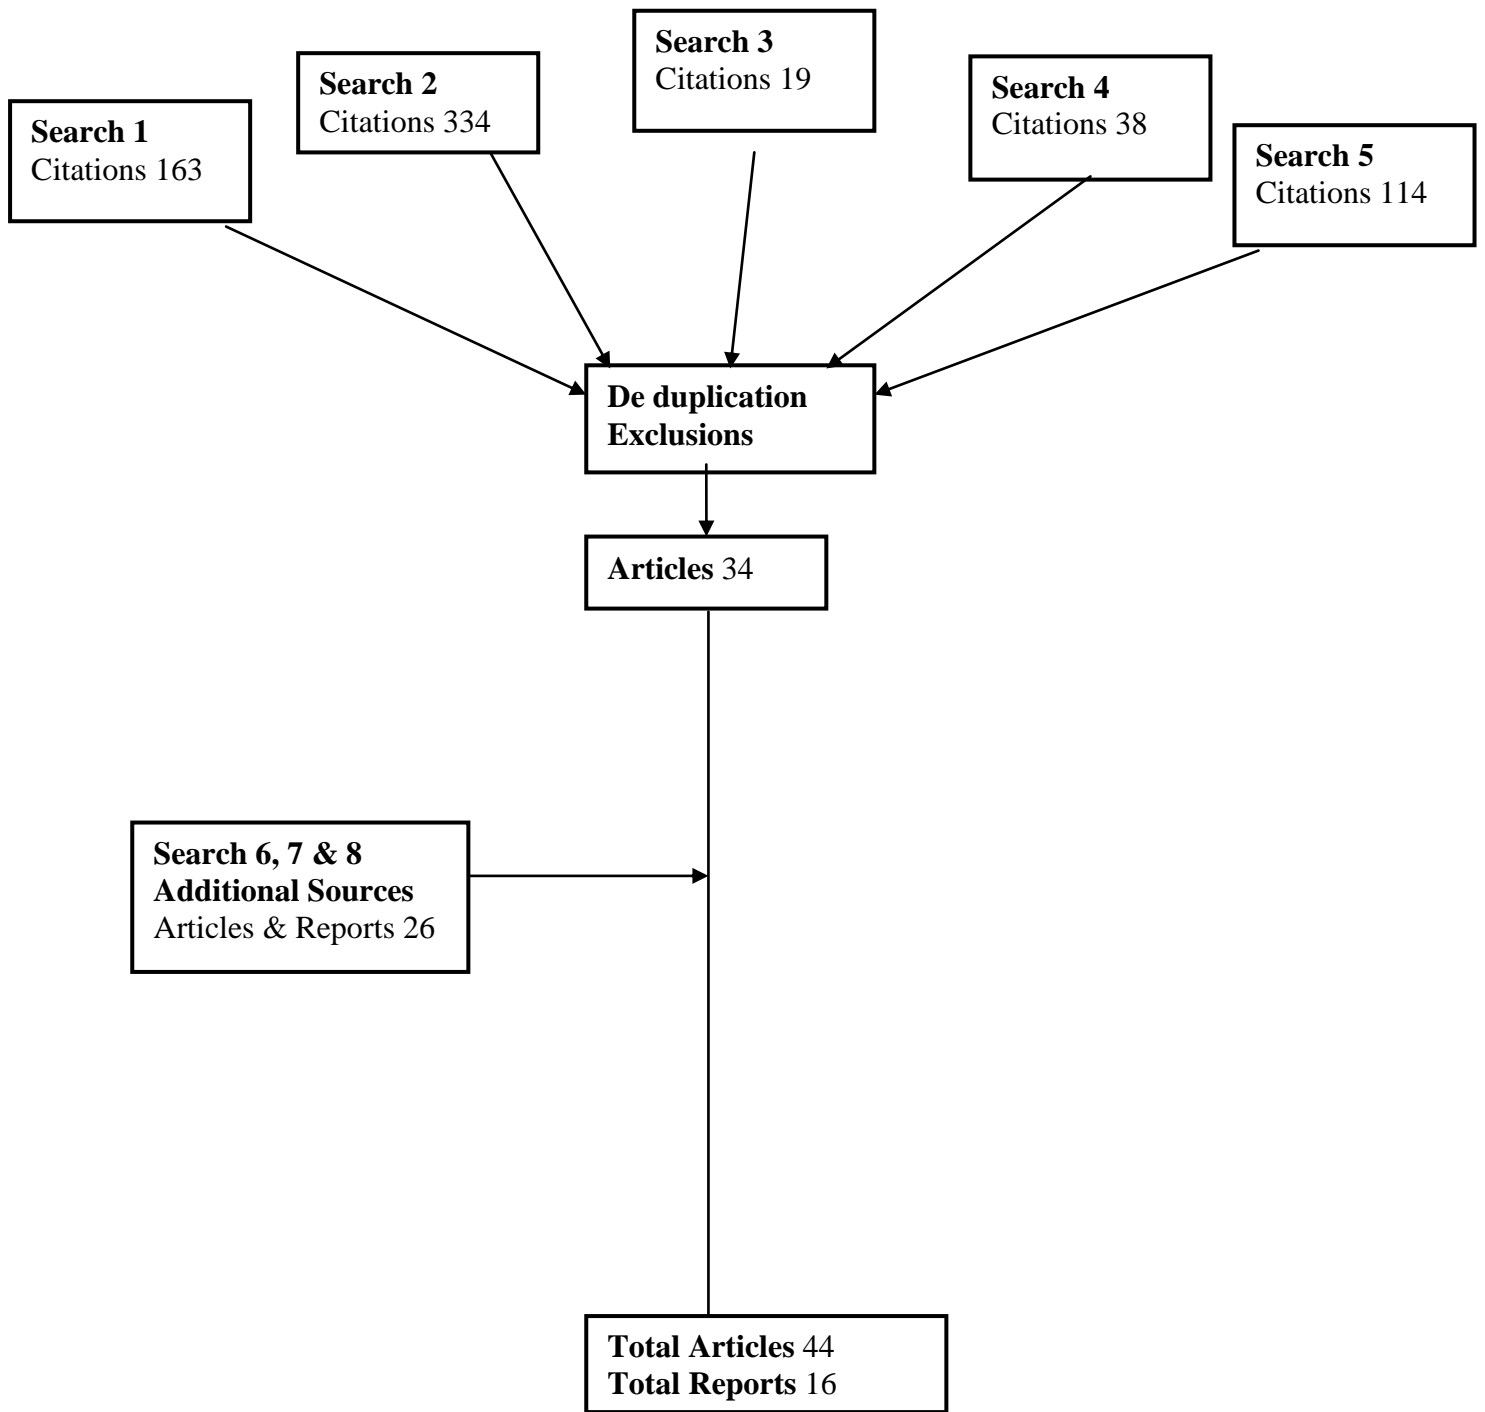 Search 1
Citations 163
Search 2
Citations 334
Search 3
Citations 19
Search 4
Citations 38
Search 5
Citations 114
De duplication
Exclusions
Articles 34
Search 6, 7 & 8
Additional Sources
Articles & Reports 26
Total Articles 44
Total Reports 16